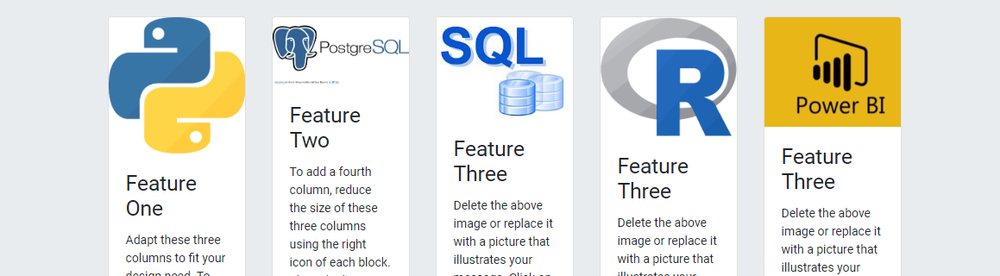 PostgreSQL
Feature
Two
To add a fourth
column, reduce
the size of these
three columns
using the right
icon of each block.
SQL
Feature
Three
Delete the above
image or replace it
with a picture that
illustrates your
message. Click on
R
Feature
Three
Delete the above
image or replace it
with a picture that
illustrates your
Power BI
Feature
Three
Delete the above
image or replace it
with a picture that
illustrates your
Feature
One
Adapt these three
columns to fit your
design need. To